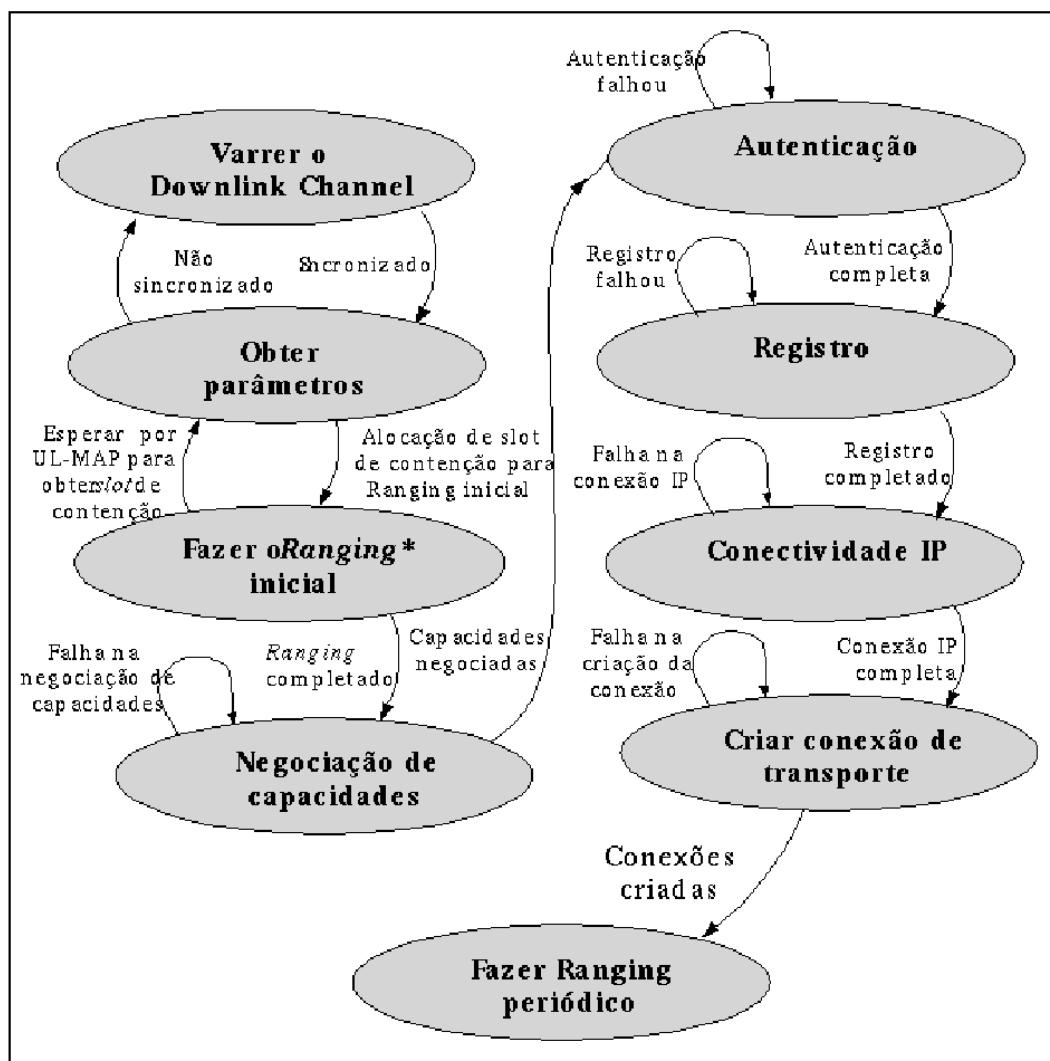 Varrer o
Downlink Channel
Não
sincronizado
Sncronizado
Obter
parâmetros
Esperar por
UL-MAP para
obterslot de
contenção
Alocação de slot
de contenção para
Ranging inicial
Fazer oRanging*
inicial
Falha na
negociação de
capacidades
Ranging
completado
Capacidades
negociadas
Negociação de
capacidades
Autenticação
falhou
Autenticação
Registro
falhou
Autenticação
completa
Registro
Falha na
conexão IP
Registro
completado
Conectividade IP
Falha na
criação da
conexão
Conexão IP
completa
Criar conexão de
transporte
Conexões
criadas
Fazer Ranging
periódico